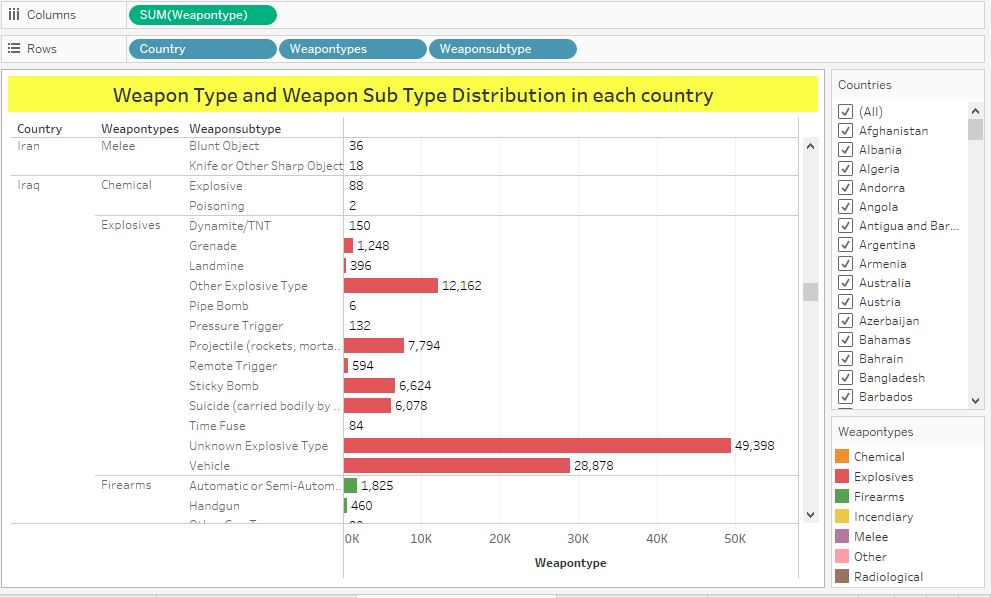 Columns SUM(Weapontype)
Rows Country Weapontypes Weaponsubtype
Weapon Type and Weapon Sub Type Distribution in each country
Country Weapontypes Weaponsubtype
Iran Melee Blunt Object 36
Knife or Other Sharp Object 18
Iraq Chemical Explosive 88
Poisoning 2
Explosives Dynamite/TNT 150
Grenade 1,248
Landmine 396
Other Explosive Type 12,162
Pipe Bomb 6
Pressure Trigger 132
Projectile (rockets, morta.. 7,794
Remote Trigger 594
Sticky Bomb 6,624
Suicide (carried bodily by .. 6,078
Time Fuse 84
Unknown Explosive Type 49,398
Vehicle 28,878
Firearms Automatic or Semi-Autom.. 1,825
Handgun 460
0K 10K 20K 30K 40K 50K
Weapontype
Countries
(All)
Afghanistan
Albania
Algeria
Andorra
Angola
Antigua and Bar...
Argentina
Armenia
Australia
Austria
Azerbaijan
Bahamas
Bahrain
Bangladesh
Barbados
Weapontypes
Chemical
Explosives
Firearms
Incendiary
Melee
Other
Radiological